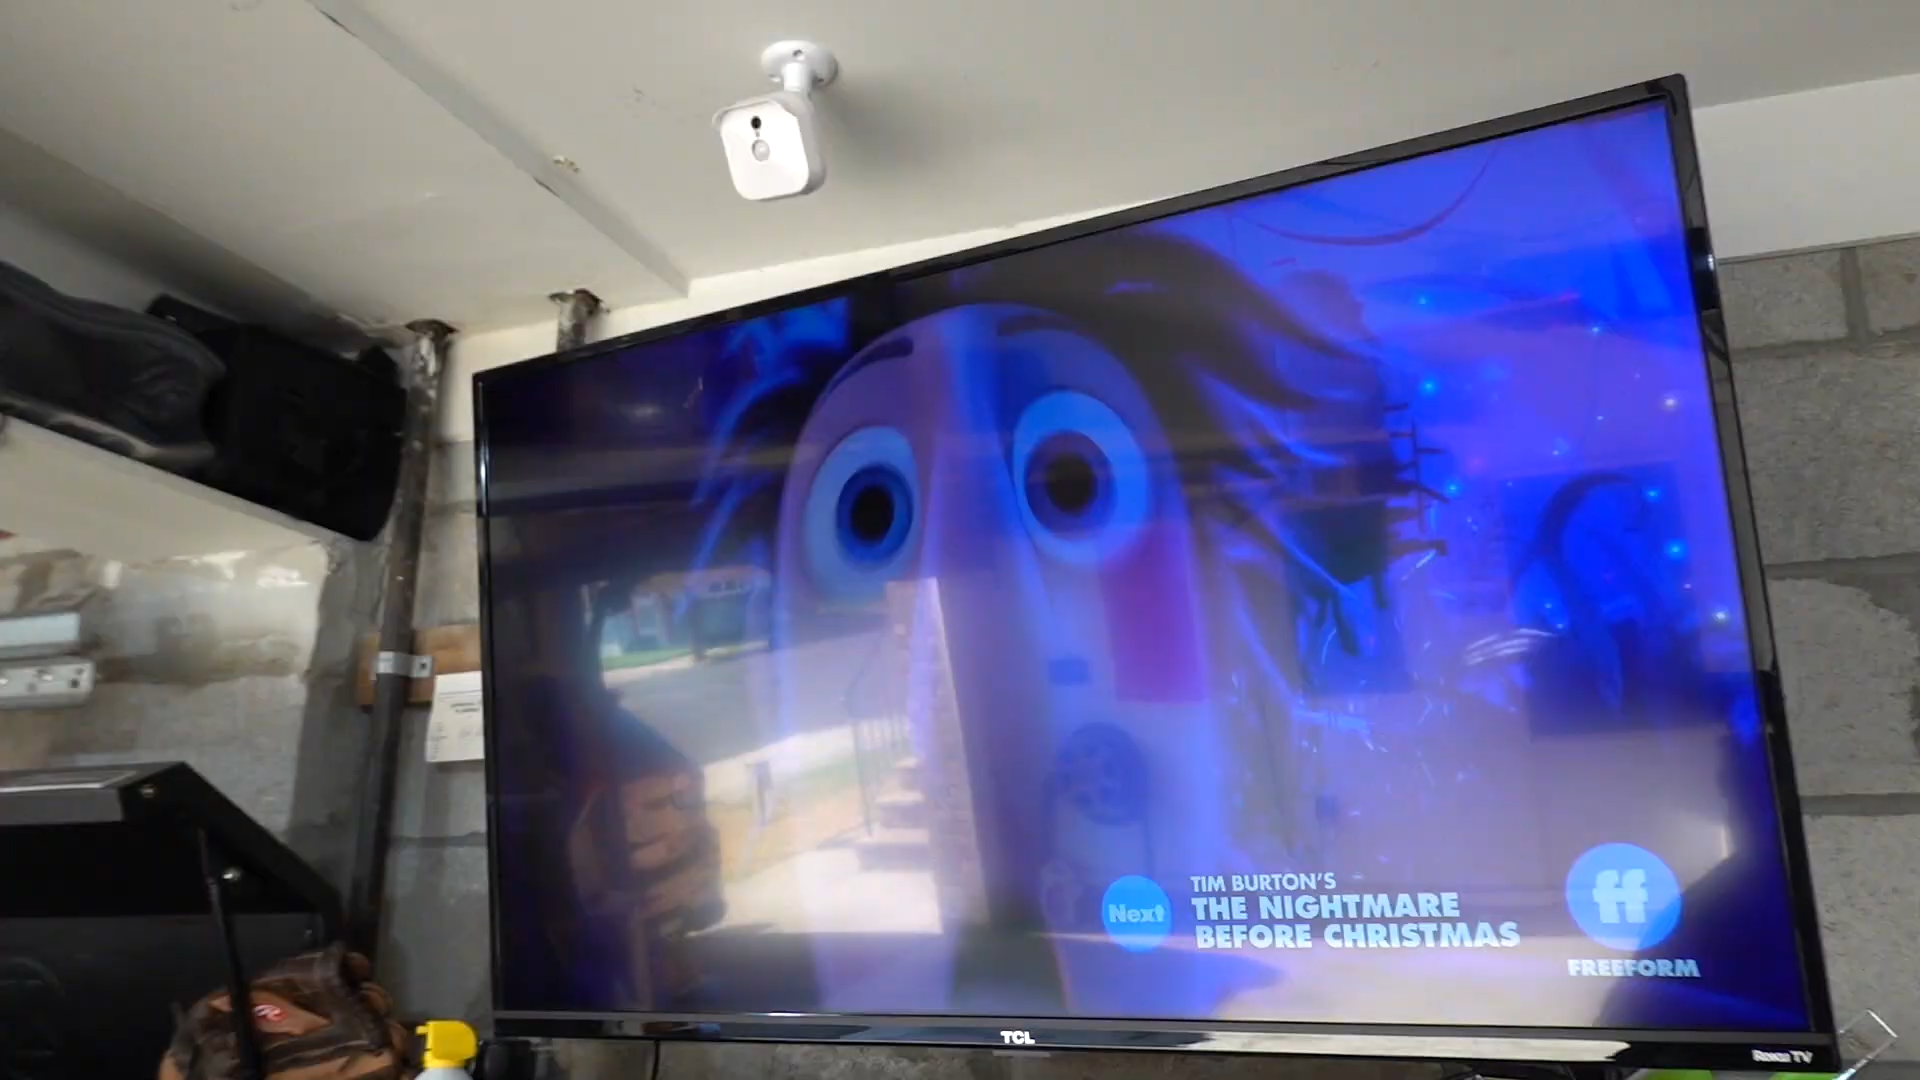 Next
TIM BURTON'S
THE NIGHTMARE
BEFORE CHRISTMAS
ff
FREEFORM
TCL
Roku TV